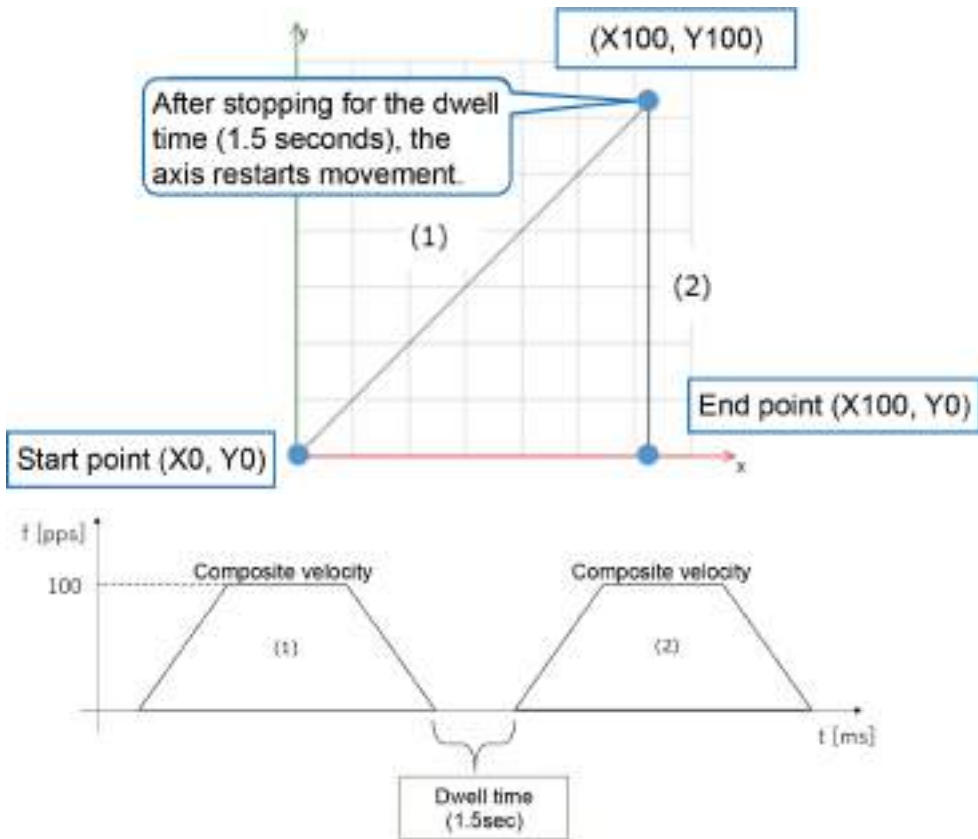 y
(X100, Y100)
After stopping for the dwell
time (1.5 seconds), the
axis restarts movement.
(1)
(2)
End point (X100, Y0)
Start point (X0, Y0)
x
f [pps]
100
Composite velocity
Composite velocity
(1)
(2)
t [ms]
Dwell time
(1.5sec)